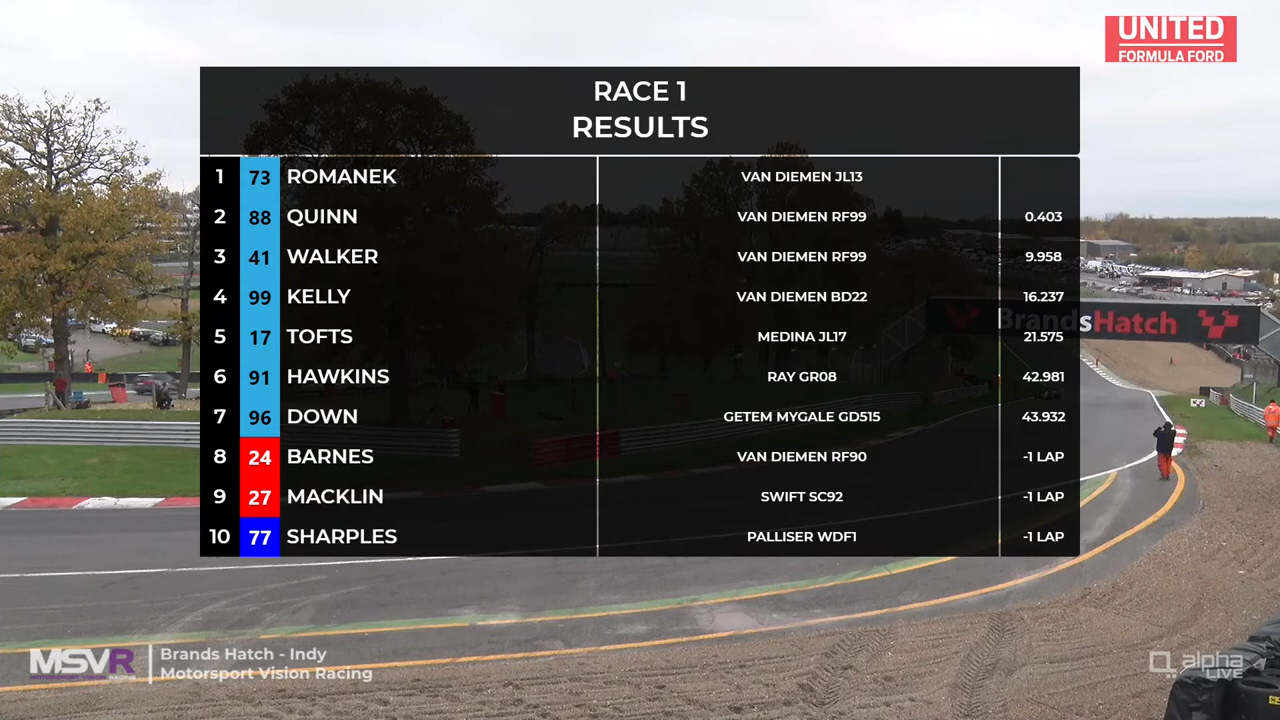 UNITED
FORMULA FORD
RACE 1
RESULTS
1 73 ROMANEK VAN DIEMEN JL13
2 88 QUINN VAN DIEMEN RF99 0.403
3 41 WALKER VAN DIEMEN RF99 9.958
4 99 KELLY VAN DIEMEN BD22 16.237
5 17 TOFTS MEDINA JL17 21.575
6 91 HAWKINS RAY GR08 42.981
7 96 DOWN GETEM MYGALE GD515 43.932
8 24 BARNES VAN DIEMEN RF90 -1 LAP
9 27 MACKLIN SWIFT SC92 -1 LAP
10 77 SHARPLES PALLISER WDF1 -1 LAP
BrandsHatch
MSVR
MOTORSPORT VISION RACING
Brands Hatch - Indy
Motorsport Vision Racing
alpha
LIVE